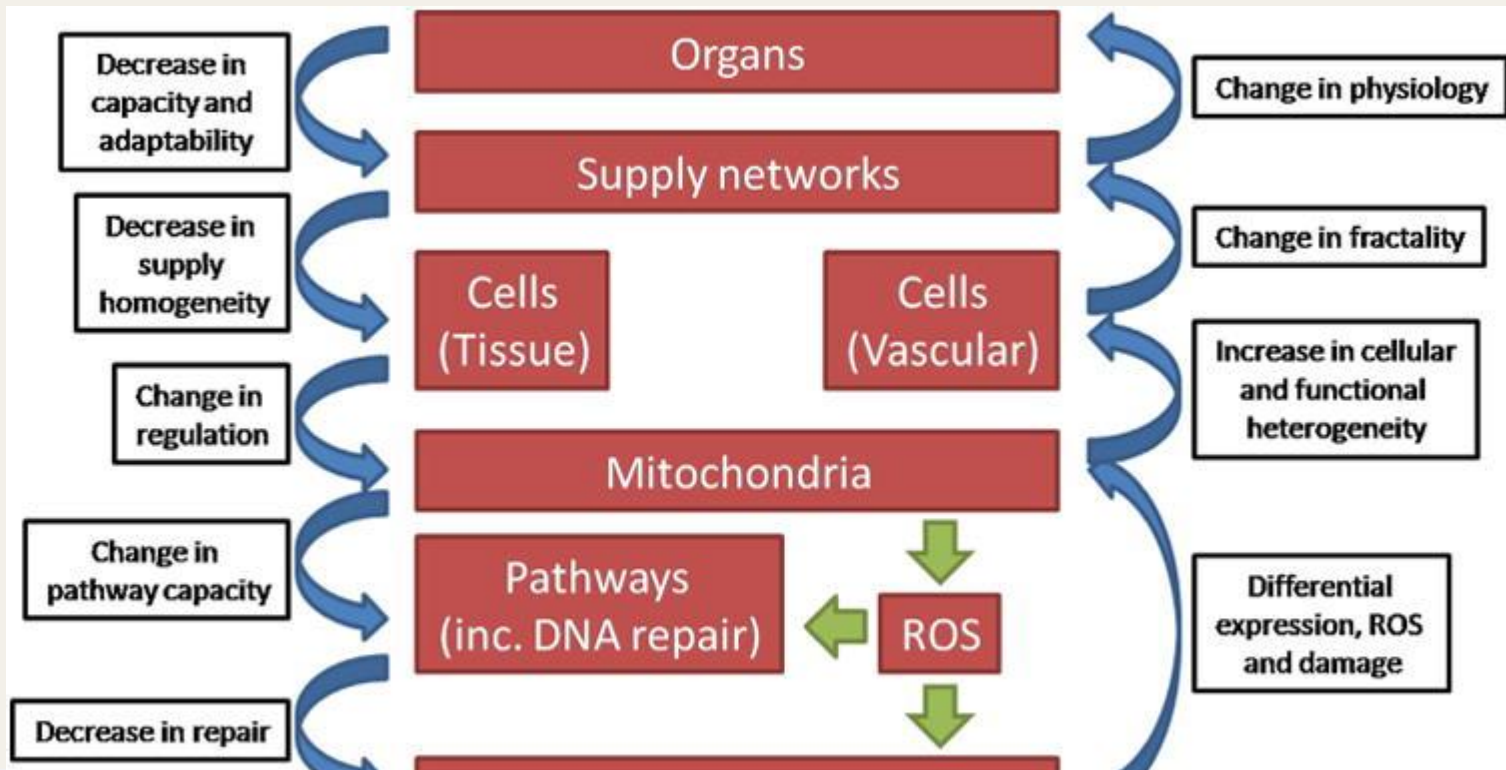 Organs
Decrease in
capacity and
adaptability
Change in physiology
Supply networks
Decrease in
supply
homogeneity
Change in fractality
Cells
(Tissue)
Cells
(Vascular)
Increase in cellular
and functional
heterogeneity
Change in
regulation
Mitochondria
Change in
pathway capacity
Pathways
(inc. DNA repair)
ROS
Differential
expression, ROS
and damage
Decrease in repair